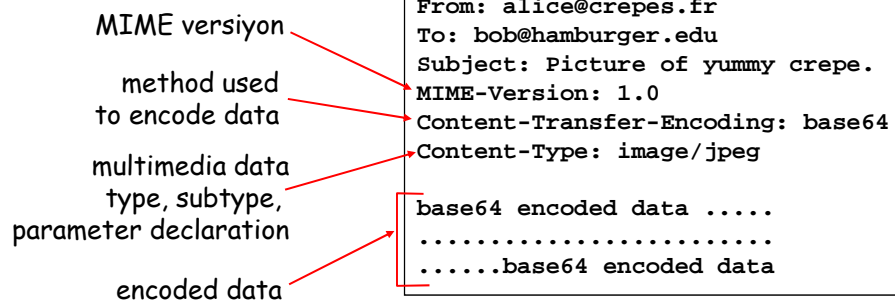 MIME versiyon
method used
to encode data
multimedia data
type, subtype,
parameter declaration
encoded data
From: alice@crepes.fr
To: bob@hamburger.edu
Subject: Picture of yummy crepe.
MIME-Version: 1.0
Content-Transfer-Encoding: base64
Content-Type: image/jpeg
base64 encoded data .....
.........................
......base64 encoded data